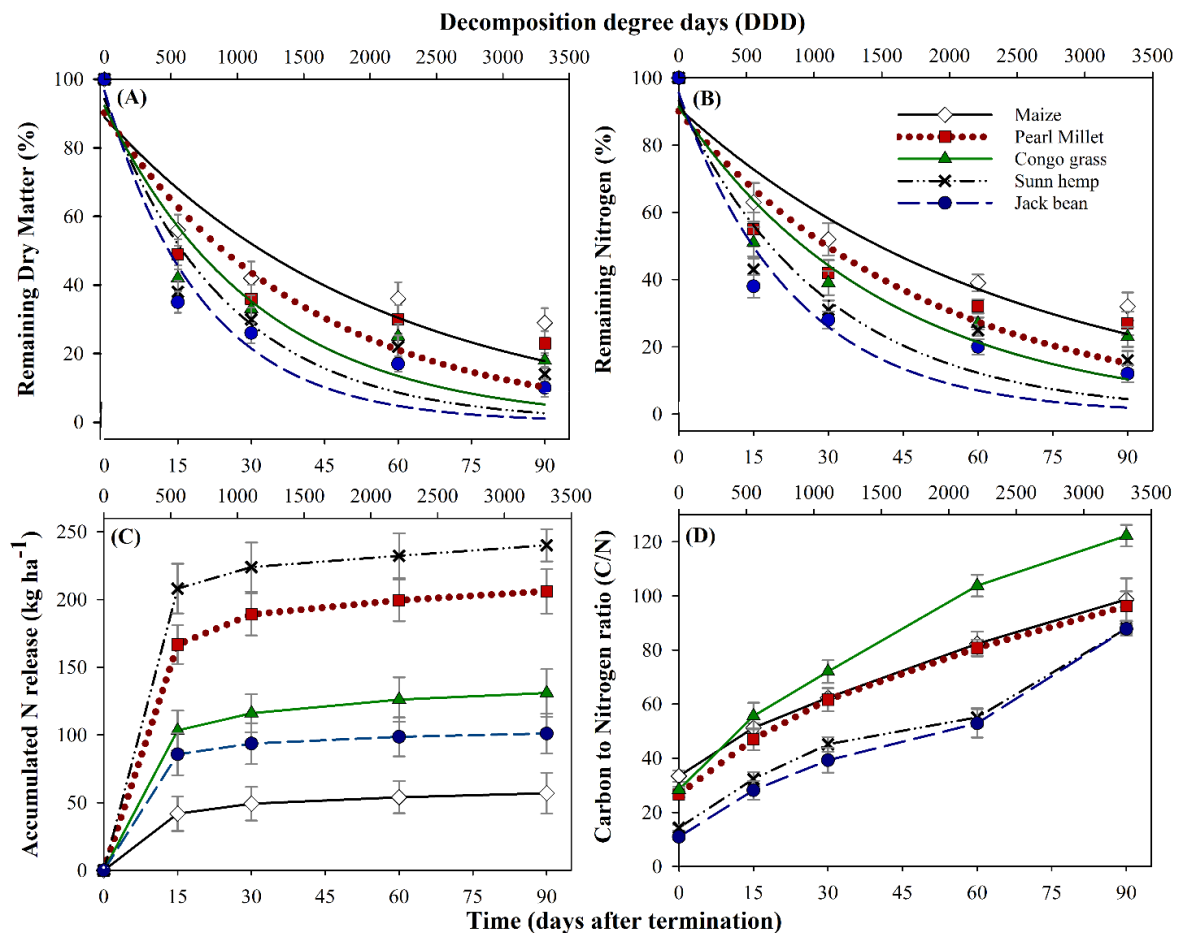 Decomposition degree days (DDD)
0 500 1000 1500 2000 2500 3000 3500
0 500 1000 1500 2000 2500 3000 3500
(A)
Remaining Dry Matter (%)
100
80
60
40
20
0
0 15 30 45 60 75 90
(B)
Remaining Nitrogen (%)
100
80
60
40
20
0
Maize
Pearl Millet
Congo grass
Sunn hemp
Jack bean
0 15 30 45 60 75 90
0 500 1000 1500 2000 2500 3000 3500
(C)
Accumulated N release (kg ha⁻¹)
250
200
150
100
50
0
0 15 30 45 60 75 90
0 500 1000 1500 2000 2500 3000 3500
(D)
Carbon to Nitrogen ratio (C/N)
120
100
80
60
40
20
0
0 15 30 45 60 75 90
Time (days after termination)